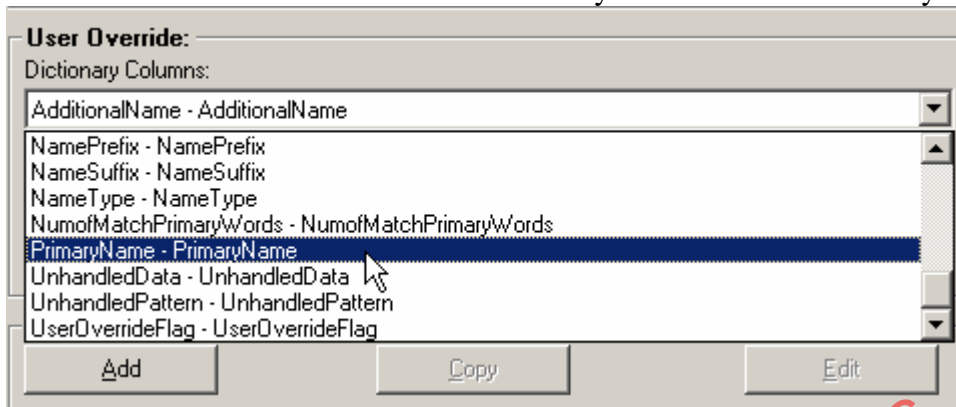 User Override:
Dictionary Columns:
AdditionalName - AdditionalName
NamePrefix - NamePrefix
NameSuffix - NameSuffix
NameType - NameType
NumofMatchPrimaryWords - NumofMatchPrimaryWords
PrimaryName - PrimaryName
UnhandledData - UnhandledData
UnhandledPattern - UnhandledPattern
UserOverrideFlag - UserOverrideFlag
Add Copy Edit